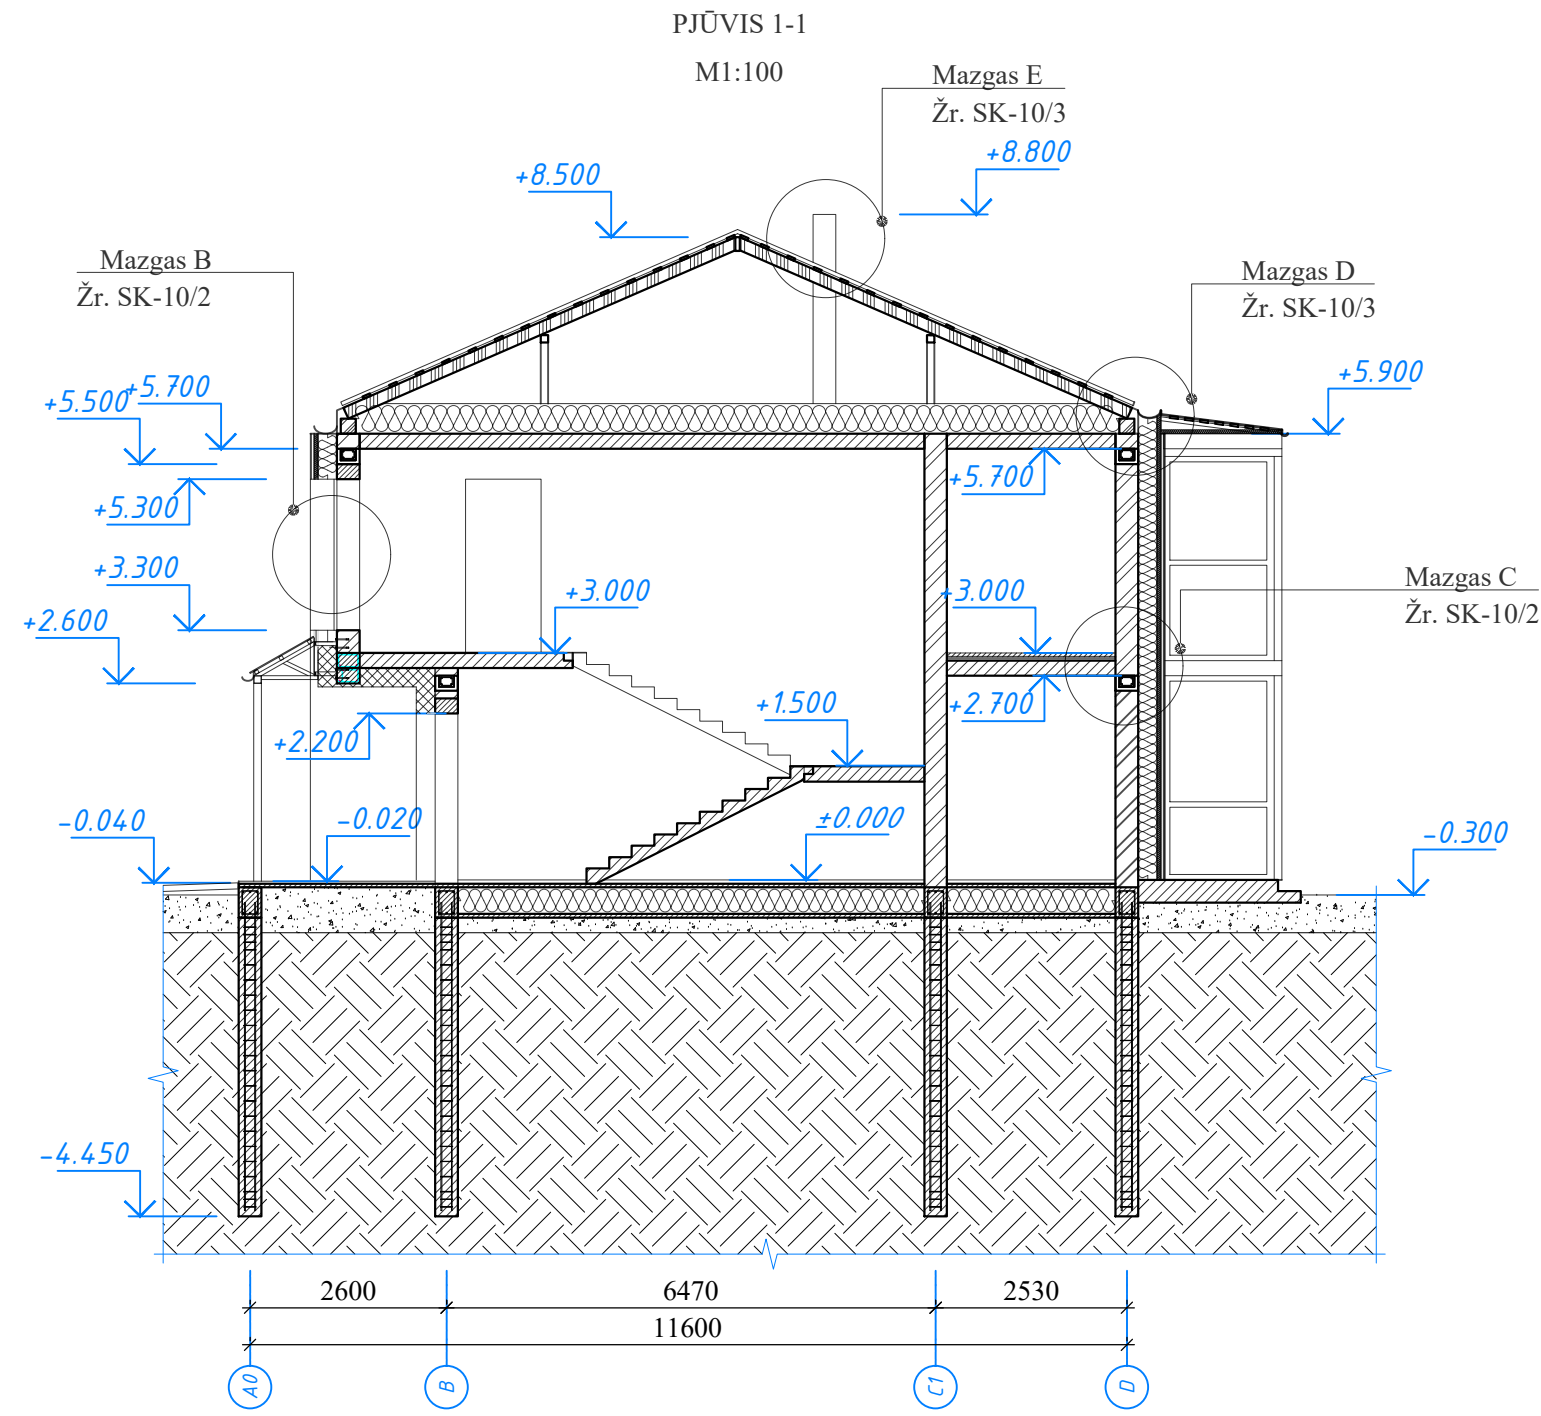 PJŪVIS 1-1
M1:100
Mazgas E
Žr. SK-10/3
+8.800
+8.500
Mazgas B
Žr. SK-10/2
Mazgas D
Žr. SK-10/3
+5.900
+5.700
+5.500
+5.700
+5.300
+3.300
+3.000
+3.000
Mazgas C
Žr. SK-10/2
+2.600
+1.500
+2.700
+2.200
-0.040
-0.020
±0.000
-0.300
-4.450
2600
6470
2530
11600
A0
B
C1
D